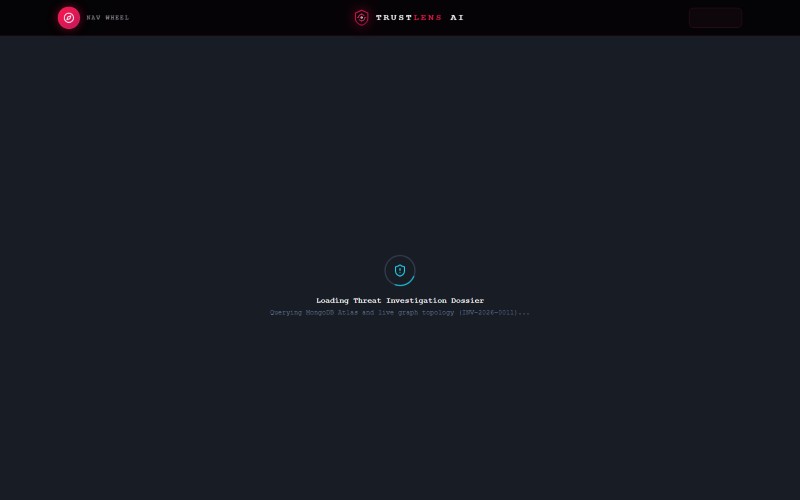 NAV WHEEL
TRUSTLENS AI
Loading Threat Investigation Dossier
Querying MongoDB Atlas and live graph topology (INV-2026-0011)...